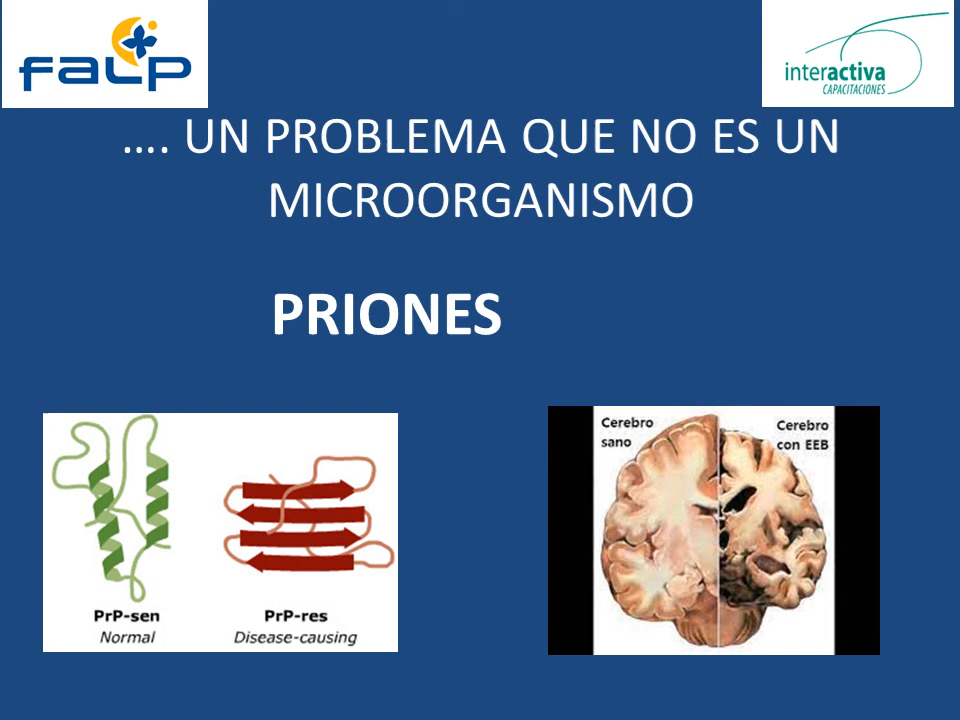 falp
interactiva
CAPACITACIONES
.... UN PROBLEMA QUE NO ES UN
MICROORGANISMO
PRIONES
PrP-sen
Normal
PrP-res
Disease-causing
Cerebro
sano
Cerebro
con EEB